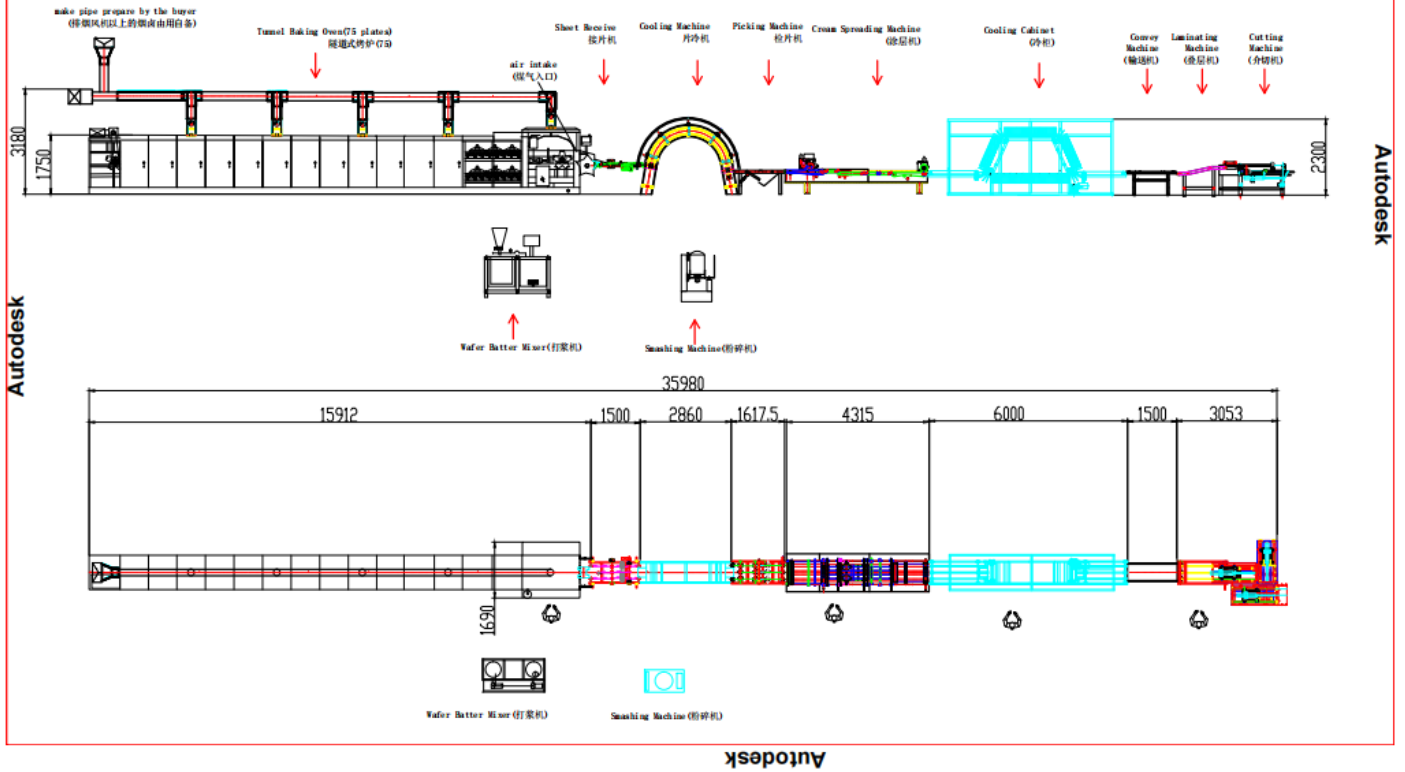 make pipe prepare by the buyer
(排烟风机以上的烟卤由用自备)
Tunnel Baking Oven(75 plates)
隧道式烤炉(75)
air intake
(煤气入口)
Sheet Receive
接片机
Cooling Machine
片冷机
Picking Machine
检片机
Cream Spreading Machine
(涂层机)
Cooling Cabinet
(冷柜)
Convey
Machine
(输送机)
Laminating
Machine
(叠层机)
Cutting
Machine
(介切机)
3180
1750
2300
Autodesk
Autodesk
Wafer Batter Mixer(打浆机)
Smashing Machine(粉碎机)
35980
15912
1500
2860
1617.5
4315
6000
1500
3053
1690
Wafer Batter Mixer(打浆机)
Smashing Machine(粉碎机)
Autodesk